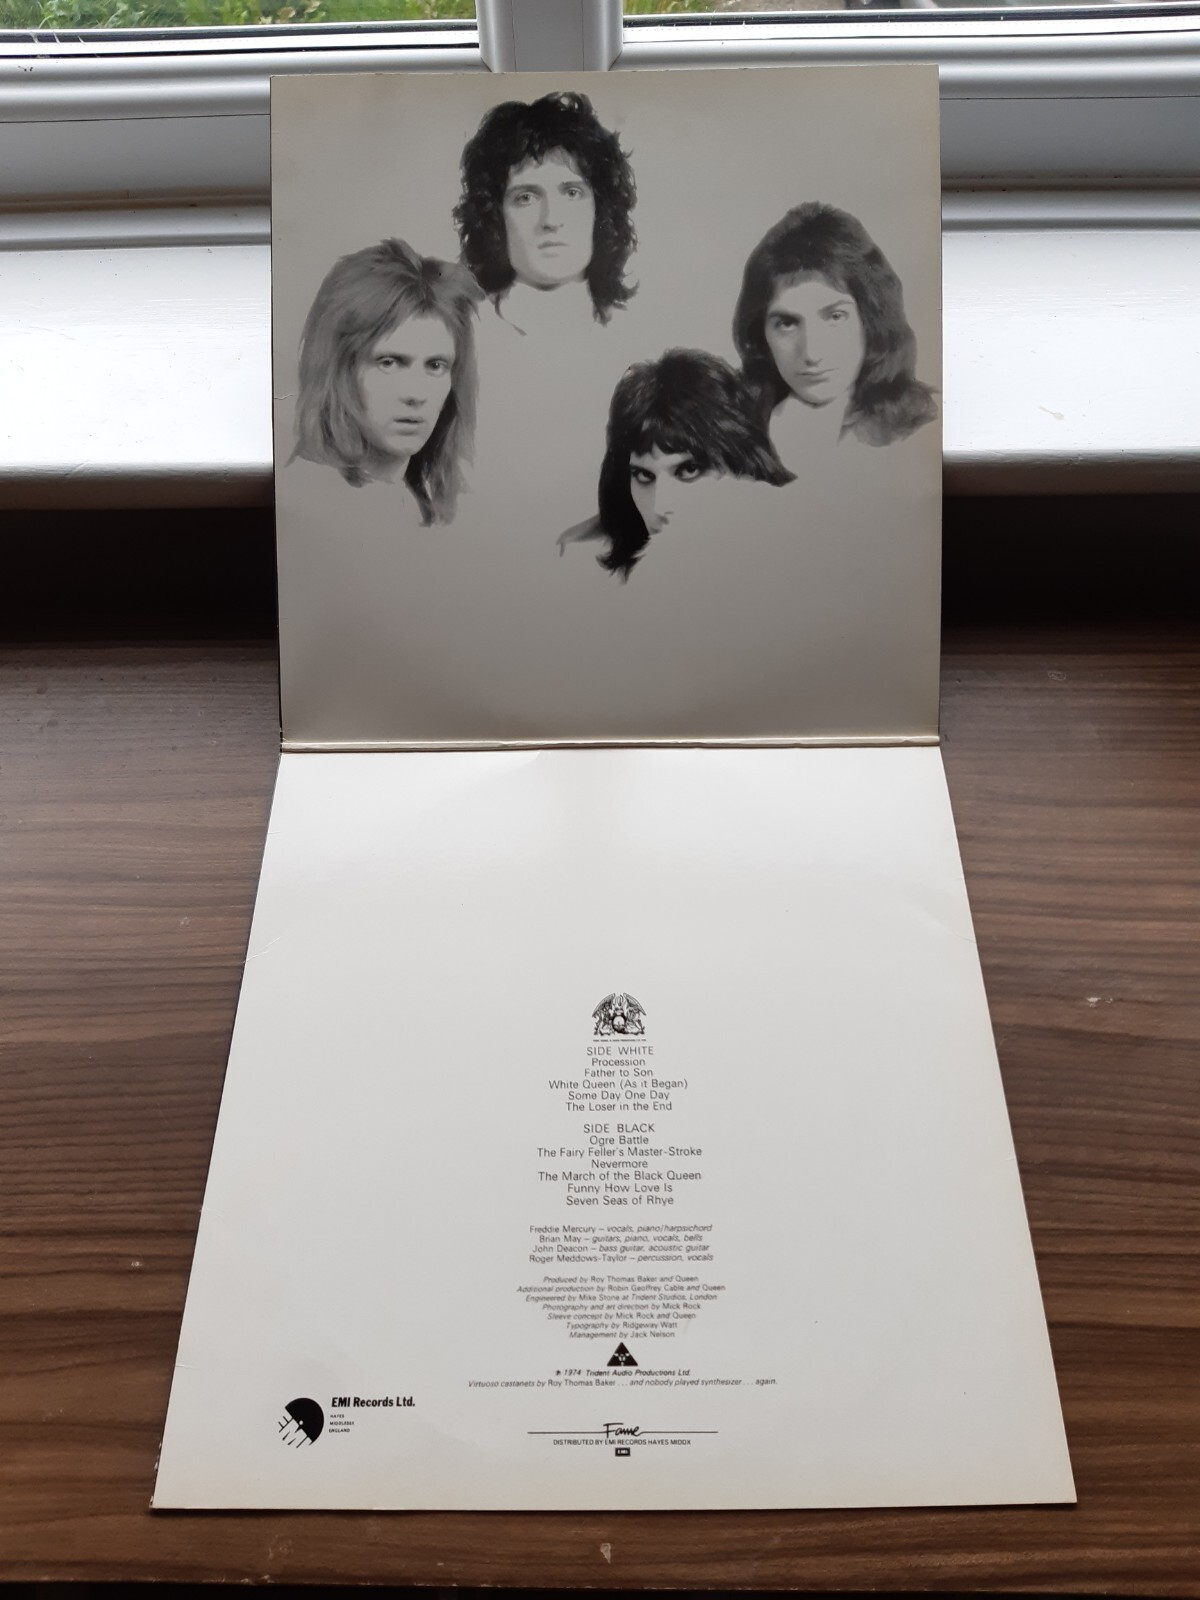 SIDE WHITE
Procession
Father to Son
White Queen (As it Began)
Some Day One Day
The Loser in the End
SIDE BLACK
Ogre Battle
The Fairy Feller's Master-Stroke
Nevermore
The March of the Black Queen
Funny How Love Is
Seven Seas of Rhye
Freddie Mercury – vocals, piano/harpsichord
Brian May – guitars, piano, vocals, bells
John Deacon – bass guitar, acoustic guitar
Roger Meddows-Taylor – percussion, vocals
Produced by Roy Thomas Baker and Queen
Additional production by Robin Geoffrey Cable and Queen
Engineered by Mike Stone at Trident Studios, London
Photography and art direction by Mick Rock
Sleeve concept by Mick Rock and Queen
Typography by Ridgeway Watt
Management by Jack Nelson
℗ 1974 Trident Audio Productions Ltd.
Virtuoso castanets by Roy Thomas Baker . . . and nobody played synthesizer . . . again.
EMI Records Ltd.
HAYES
MIDDLESEX
ENGLAND
EMI
Fame
DISTRIBUTED BY EMI RECORDS HAYES MIDDX
EMI